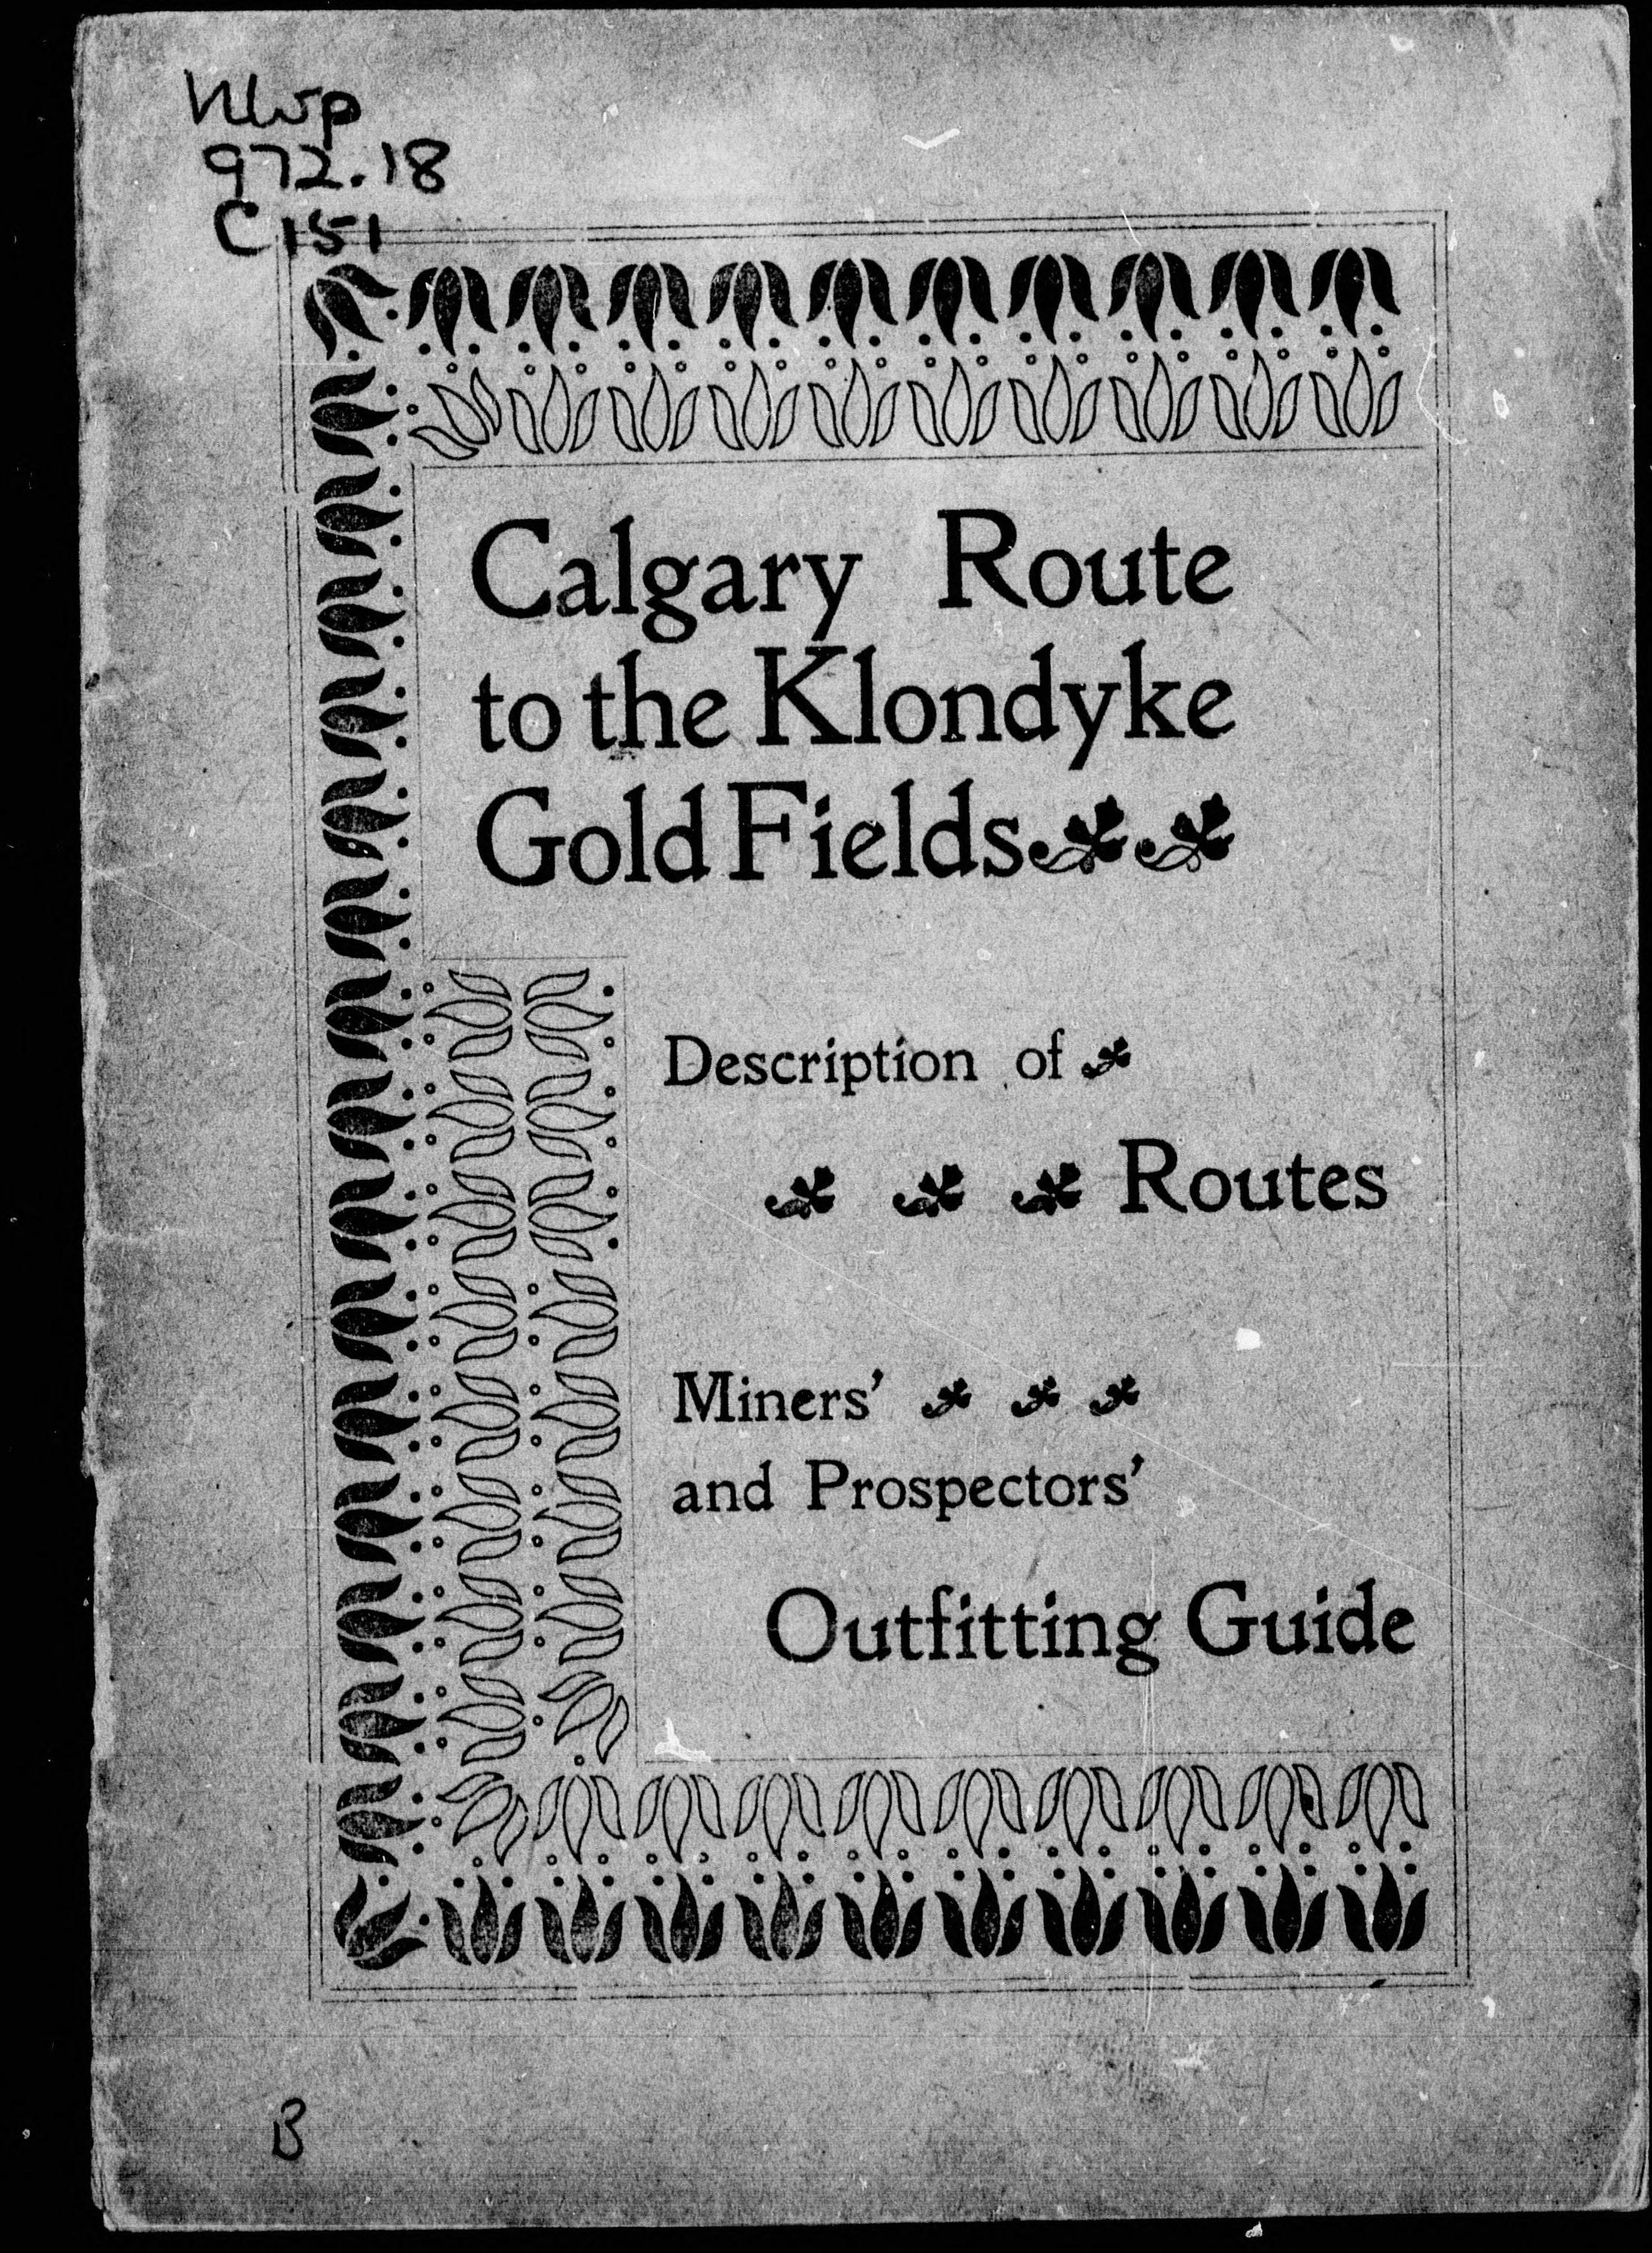 NWp
972.18
C151
Calgary Route
to the Klondyke
Gold Fields
Description of
Routes
Miners'
and Prospectors'
Outfitting Guide
B